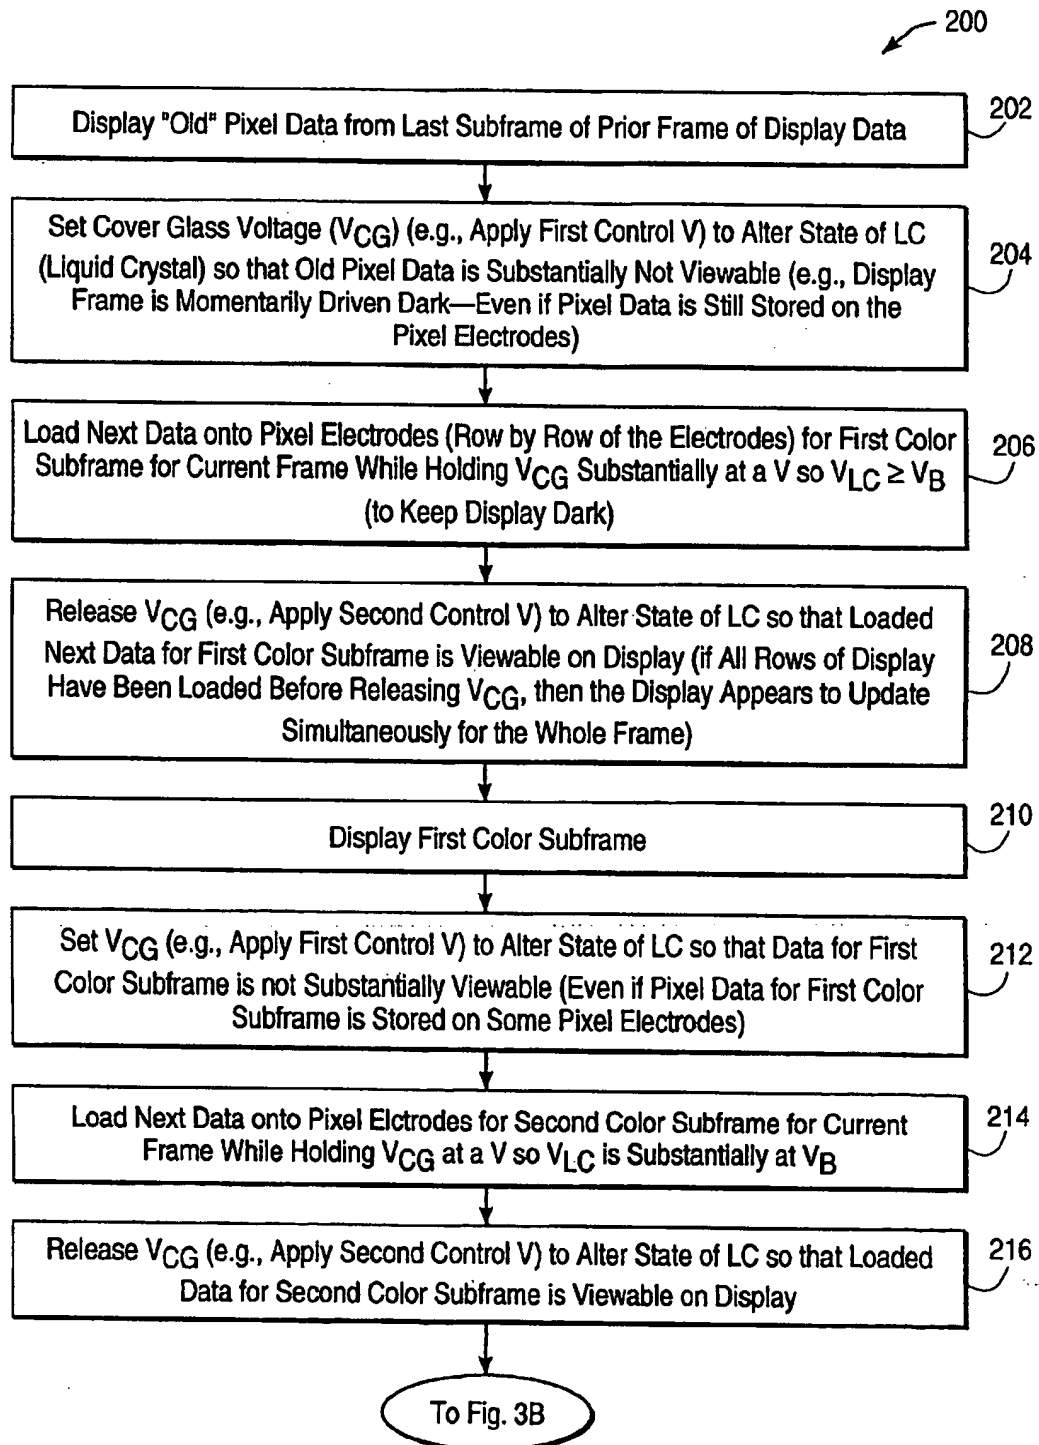 200
Display "Old" Pixel Data from Last Subframe of Prior Frame of Display Data
202
Set Cover Glass Voltage (VCG) (e.g., Apply First Control V) to Alter State of LC
(Liquid Crystal) so that Old Pixel Data is Substantially Not Viewable (e.g., Display
Frame is Momentarily Driven Dark—Even if Pixel Data is Still Stored on the
Pixel Electrodes)
204
Load Next Data onto Pixel Electrodes (Row by Row of the Electrodes) for First Color
Subframe for Current Frame While Holding VCG Substantially at a V so VLC ≥ VB
(to Keep Display Dark)
206
Release VCG (e.g., Apply Second Control V) to Alter State of LC so that Loaded
Next Data for First Color Subframe is Viewable on Display (if All Rows of Display
Have Been Loaded Before Releasing VCG, then the Display Appears to Update
Simultaneously for the Whole Frame)
208
Display First Color Subframe
210
Set VCG (e.g., Apply First Control V) to Alter State of LC so that Data for First
Color Subframe is not Substantially Viewable (Even if Pixel Data for First Color
Subframe is Stored on Some Pixel Electrodes)
212
Load Next Data onto Pixel Elctrodes for Second Color Subframe for Current
Frame While Holding VCG at a V so VLC is Substantially at VB
214
Release VCG (e.g., Apply Second Control V) to Alter State of LC so that Loaded
Data for Second Color Subframe is Viewable on Display
216
To Fig. 3B